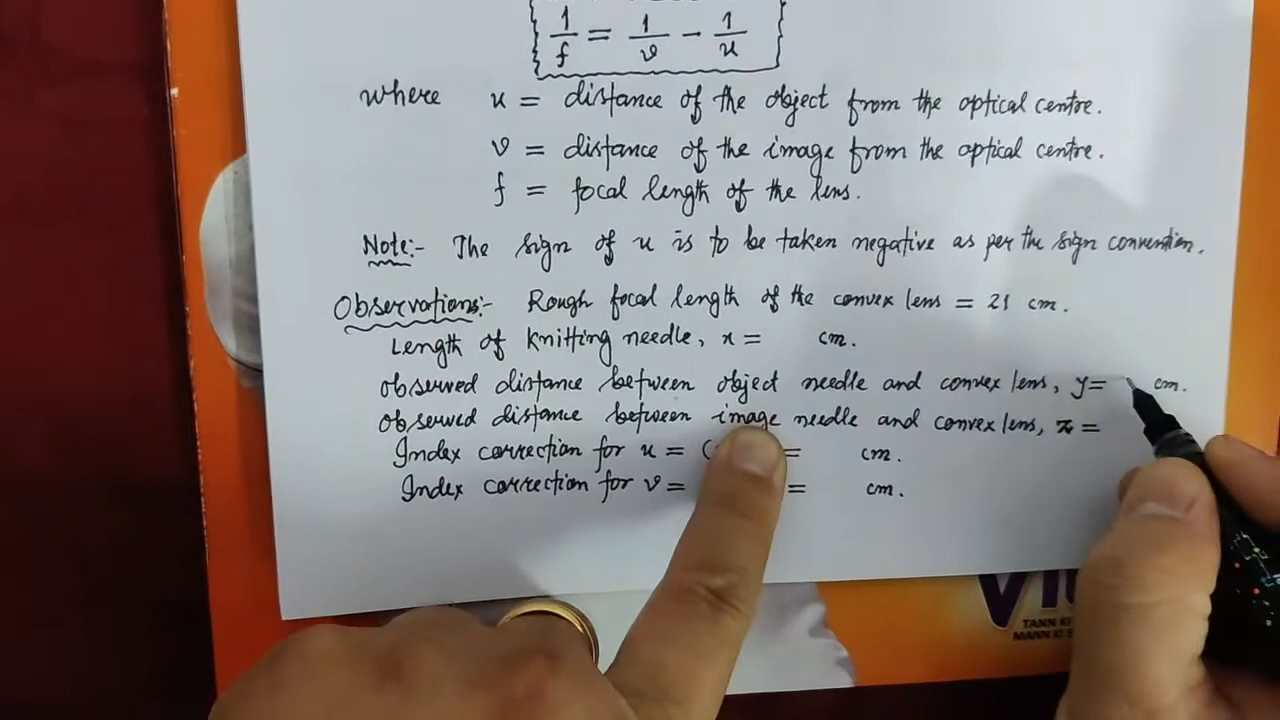 1/f = 1/v - 1/u
where u = distance of the object from the optical centre.
v = distance of the image from the optical centre.
f = focal length of the lens.
Note:- The sign of u is to be taken negative as per the sign convention.
Observations:- Rough focal length of the convex lens = 21 cm.
Length of knitting needle, x = cm.
observed distance between object needle and convex lens, y = cm.
observed distance between image needle and convex lens, z =
Index correction for u = ( = cm.
Index correction for v = = cm.
TANN KI